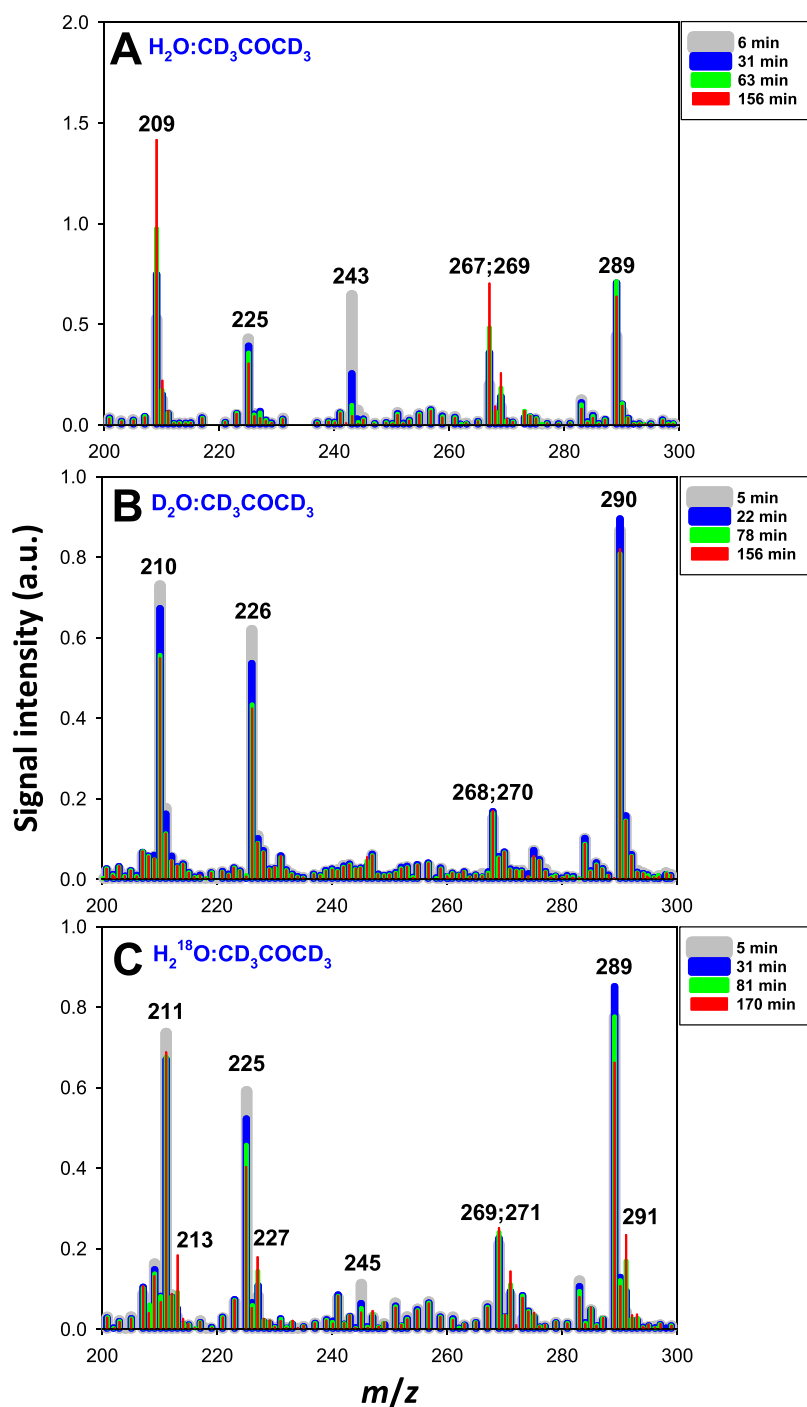 A H₂O:CD₃COCD₃
6 min
31 min
63 min
156 min
2.0
1.5
1.0
0.5
0.0
209
225
243
267;269
289
200 220 240 260 280 300
B D₂O:CD₃COCD₃
5 min
22 min
78 min
156 min
1.0
0.8
0.6
0.4
0.2
0.0
210
226
268;270
290
200 220 240 260 280 300
Signal intensity (a.u.)
C H₂¹⁸O:CD₃COCD₃
5 min
31 min
81 min
170 min
1.0
0.8
0.6
0.4
0.2
0.0
211
213
225
227
245
269;271
289
291
200 220 240 260 280 300
m/z